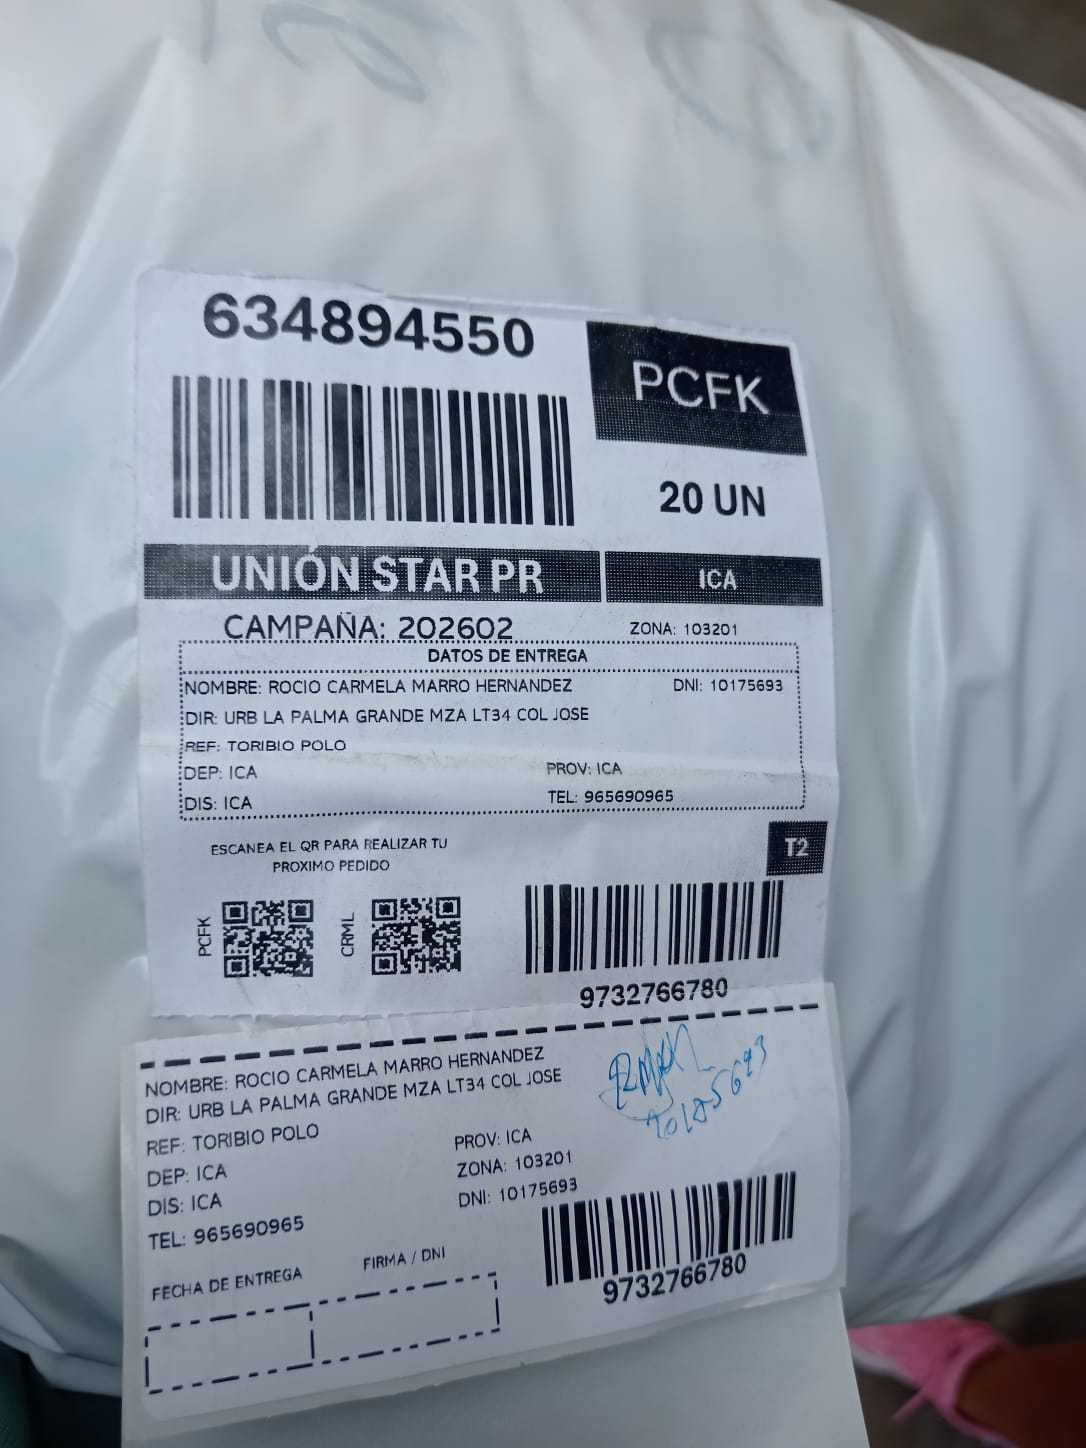 634894550
PCFK
20 UN
UNIÓN STAR PR
ICA
CAMPAÑA: 202602
ZONA: 103201
DATOS DE ENTREGA
NOMBRE: ROCIO CARMELA MARRO HERNANDEZ DNI: 10175693
DIR: URB LA PALMA GRANDE MZA LT34 COL JOSE
REF: TORIBIO POLO
DEP: ICA PROV: ICA
DIS: ICA TEL: 965690965
ESCANEA EL QR PARA REALIZAR TU
PROXIMO PEDIDO
T2
PCFK
CRML
9732766780
NOMBRE: ROCIO CARMELA MARRO HERNANDEZ
DIR: URB LA PALMA GRANDE MZA LT34 COL JOSE
REF: TORIBIO POLO
DEP: ICA PROV: ICA
DIS: ICA ZONA: 103201
TEL: 965690965 DNI: 10175693
FECHA DE ENTREGA FIRMA / DNI
9732766780